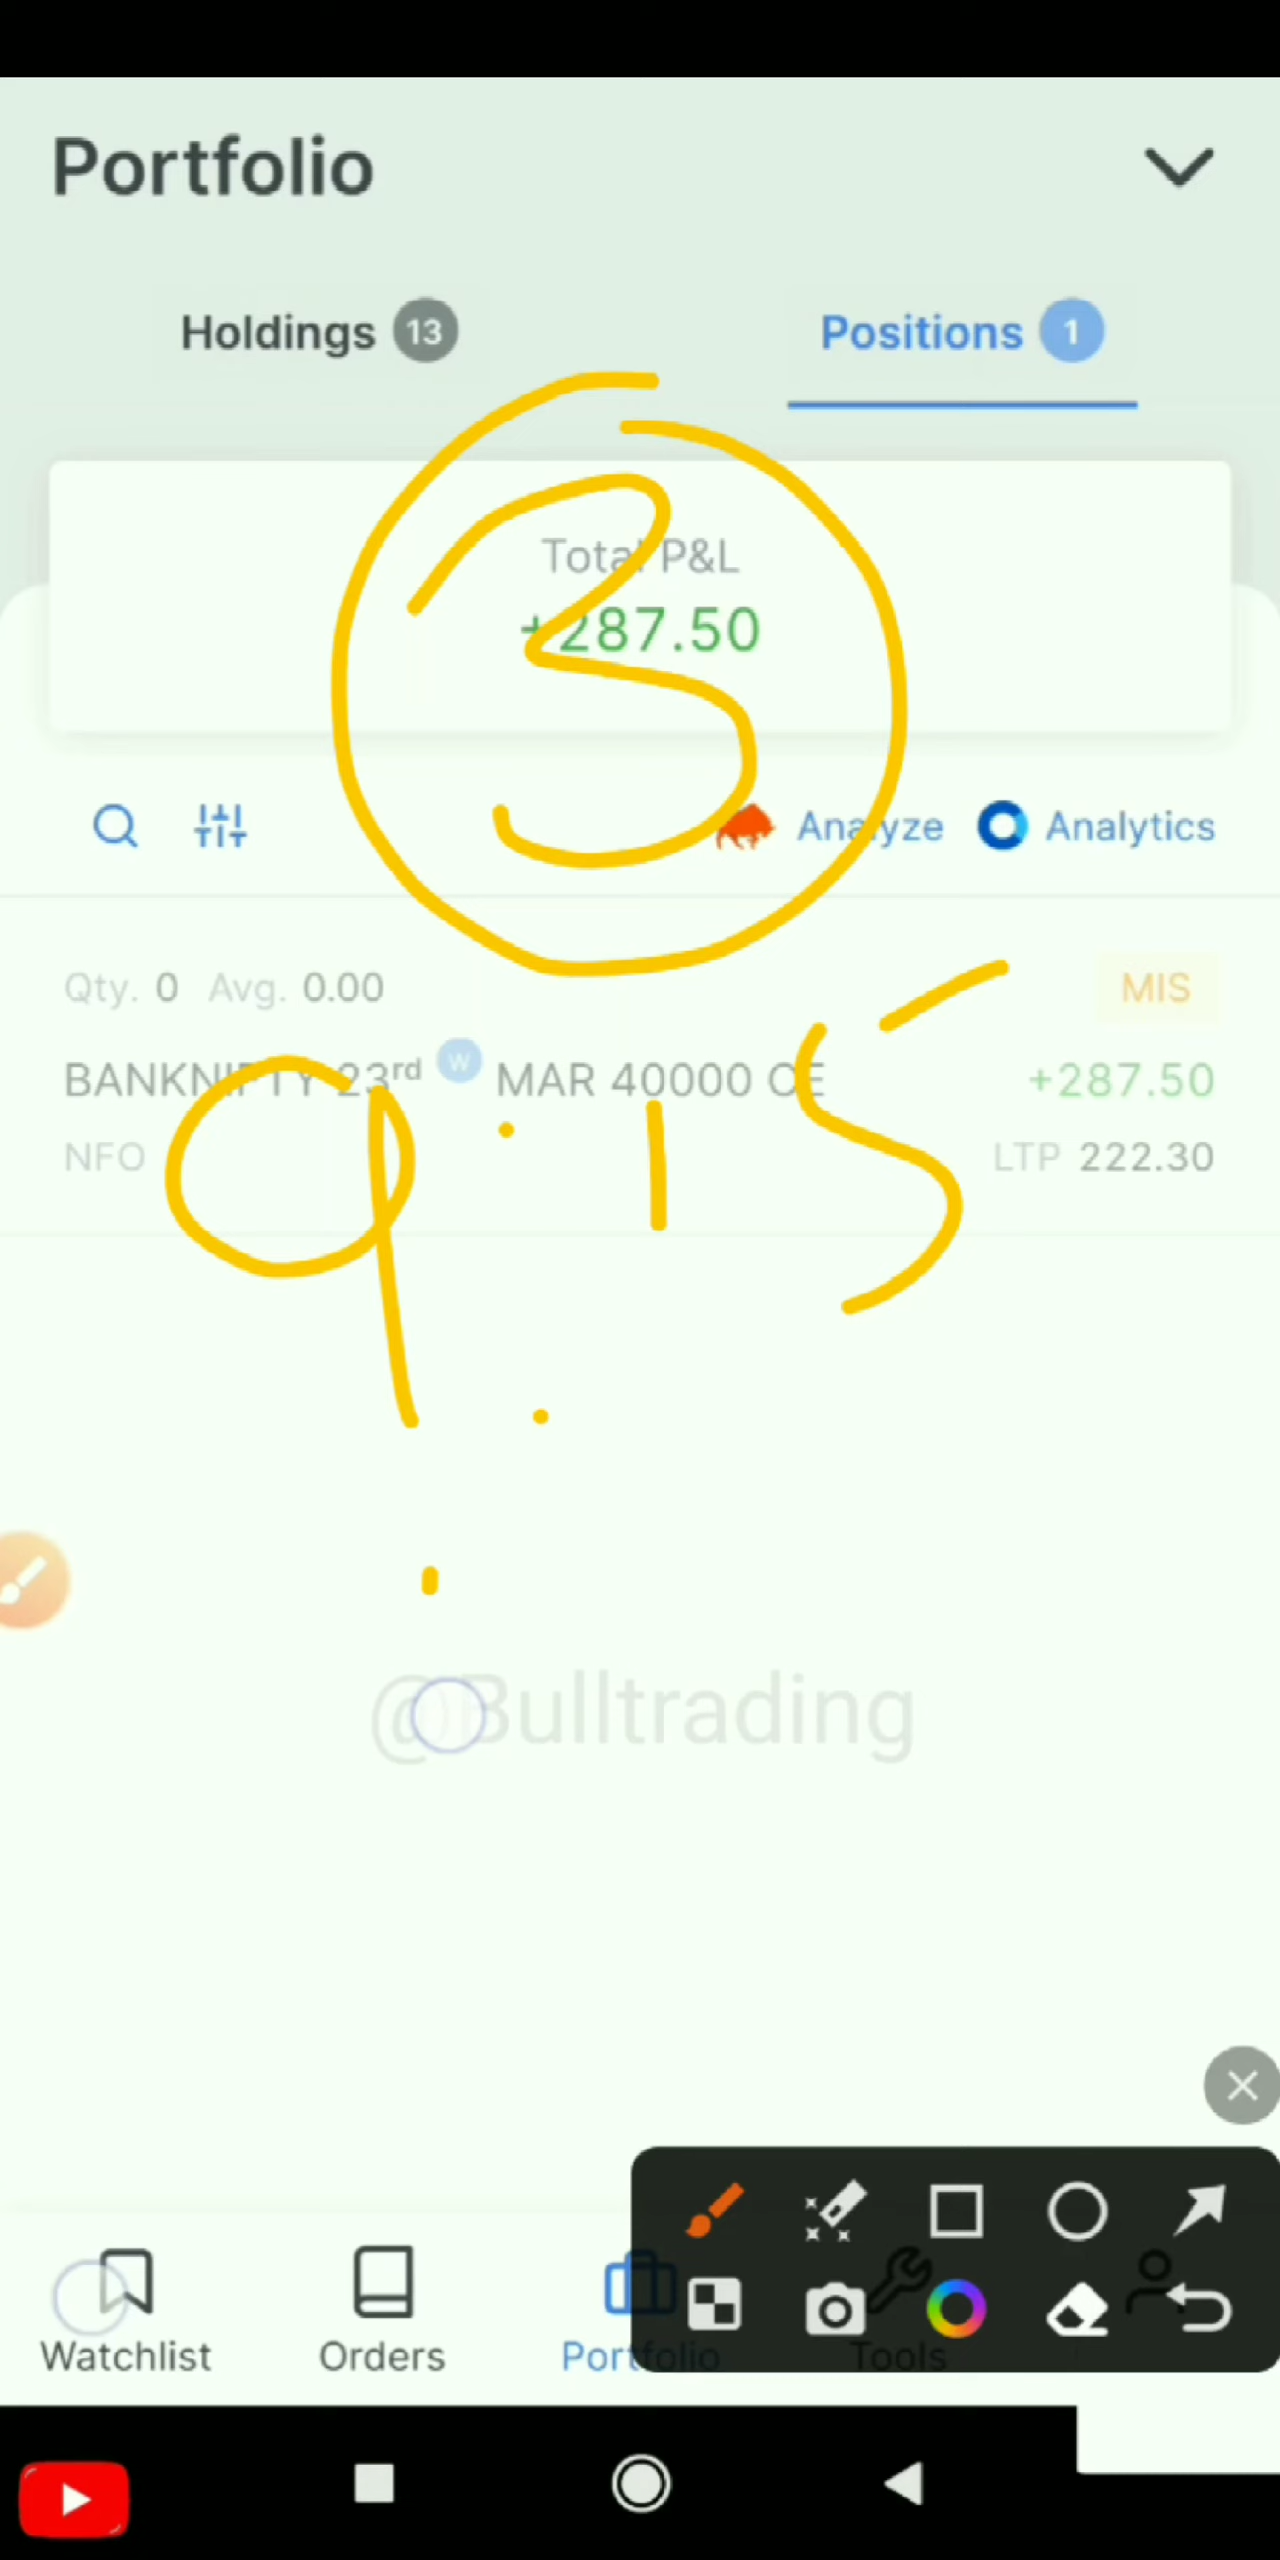 Portfolio
Holdings 13 Positions 1
3
Total P&L
+287.50
Analyze Analytics
Qty. 0 Avg. 0.00 MIS
BANKNIFTY 23rd W MAR 40000 CE +287.50
NFO LTP 222.30
9:15
@Bulltrading
Watchlist Orders Portfolio Tools